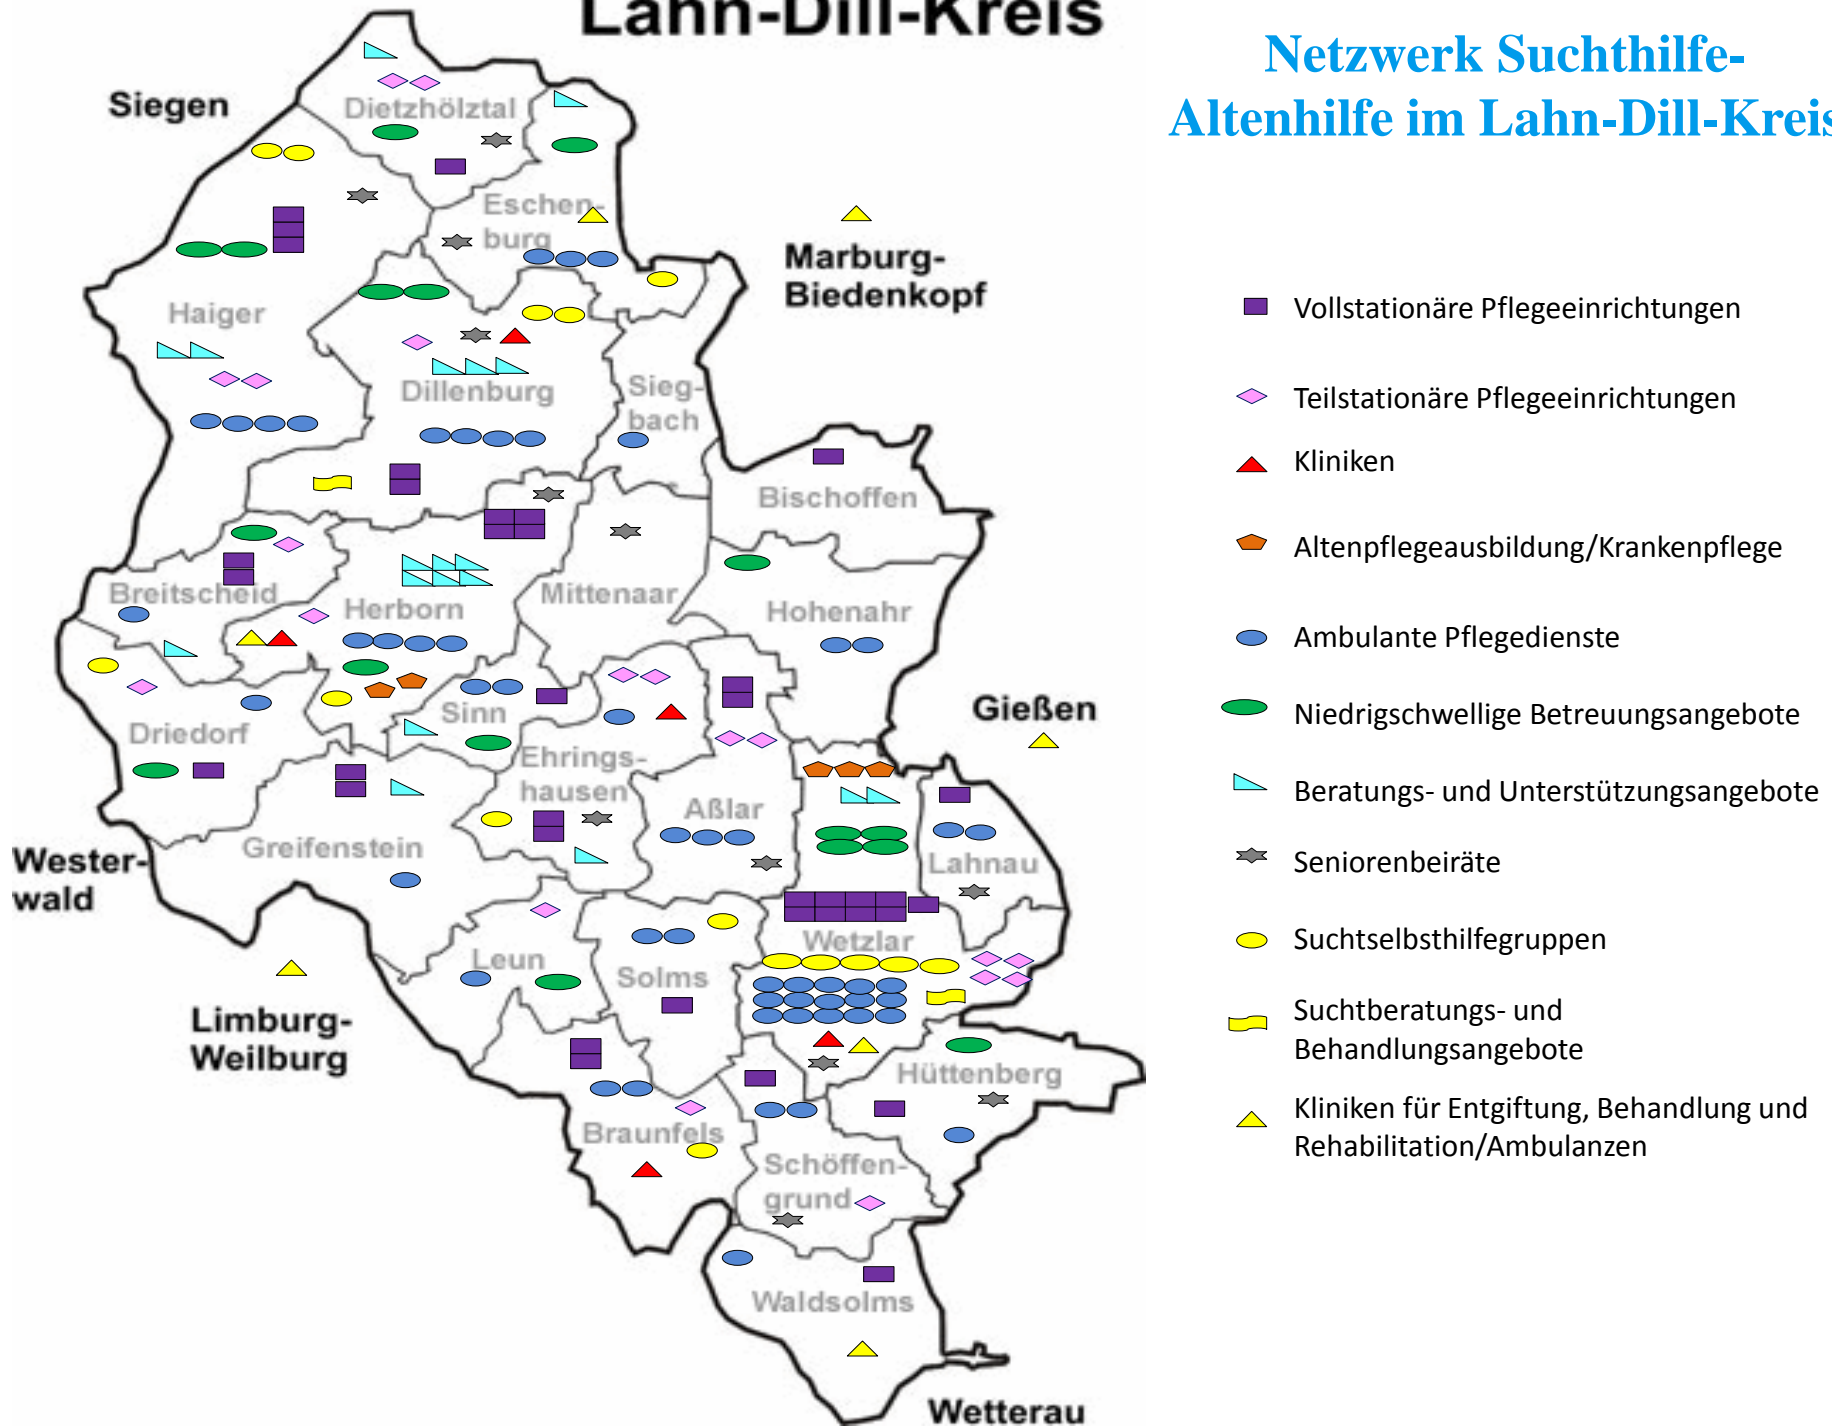 Lahn-Dill-Kreis
Netzwerk Suchthilfe-
Altenhilfe im Lahn-Dill-Kreis
Siegen
Dietzhölztal
Eschen-
burg
Marburg-
Biedenkopf
Haiger
Dillenburg
Sieg-
bach
Bischoffen
Breitscheid
Herborn
Mittenaar
Hohenahr
Driedorf
Sinn
Gießen
Ehrings-
hausen
Aßlar
Greifenstein
Lahnau
Wester-
wald
Wetzlar
Leun
Solms
Limburg-
Weilburg
Hüttenberg
Braunfels
Schöffen-
grund
Waldsolms
Wetterau
Vollstationäre Pflegeeinrichtungen
Teilstationäre Pflegeeinrichtungen
Kliniken
Altenpflegeausbildung/Krankenpflege
Ambulante Pflegedienste
Niedrigschwellige Betreuungsangebote
Beratungs- und Unterstützungsangebote
Seniorenbeiräte
Suchtselbsthilfegruppen
Suchtberatungs- und
Behandlungsangebote
Kliniken für Entgiftung, Behandlung und
Rehabilitation/Ambulanzen